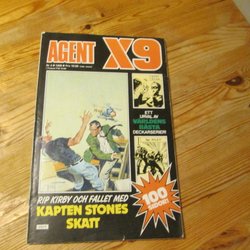 AGENT X9
ETT
URVAL AV
VÄRLDENS
BÄSTA
DECKARSERIER!
RIP KIRBY OCH FALLET MED
KAPTEN STONES
SKATT
100
SIDOR!